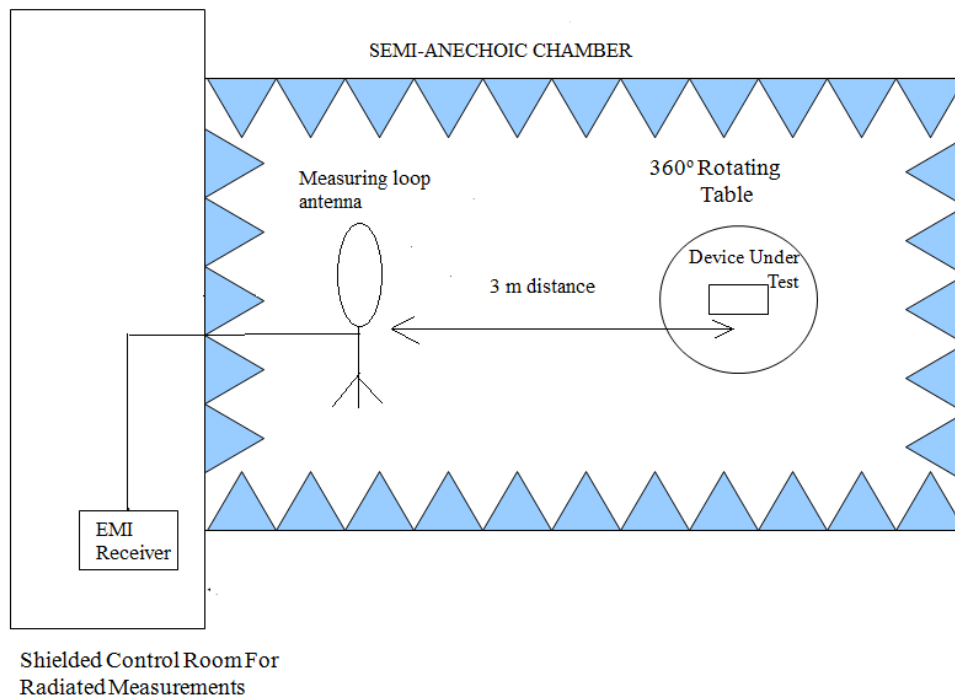 SEMI-ANECHOIC CHAMBER
Measuring loop
antenna
360º Rotating
Table
Device Under
Test
3 m distance
EMI
Receiver
Shielded Control Room For
Radiated Measurements